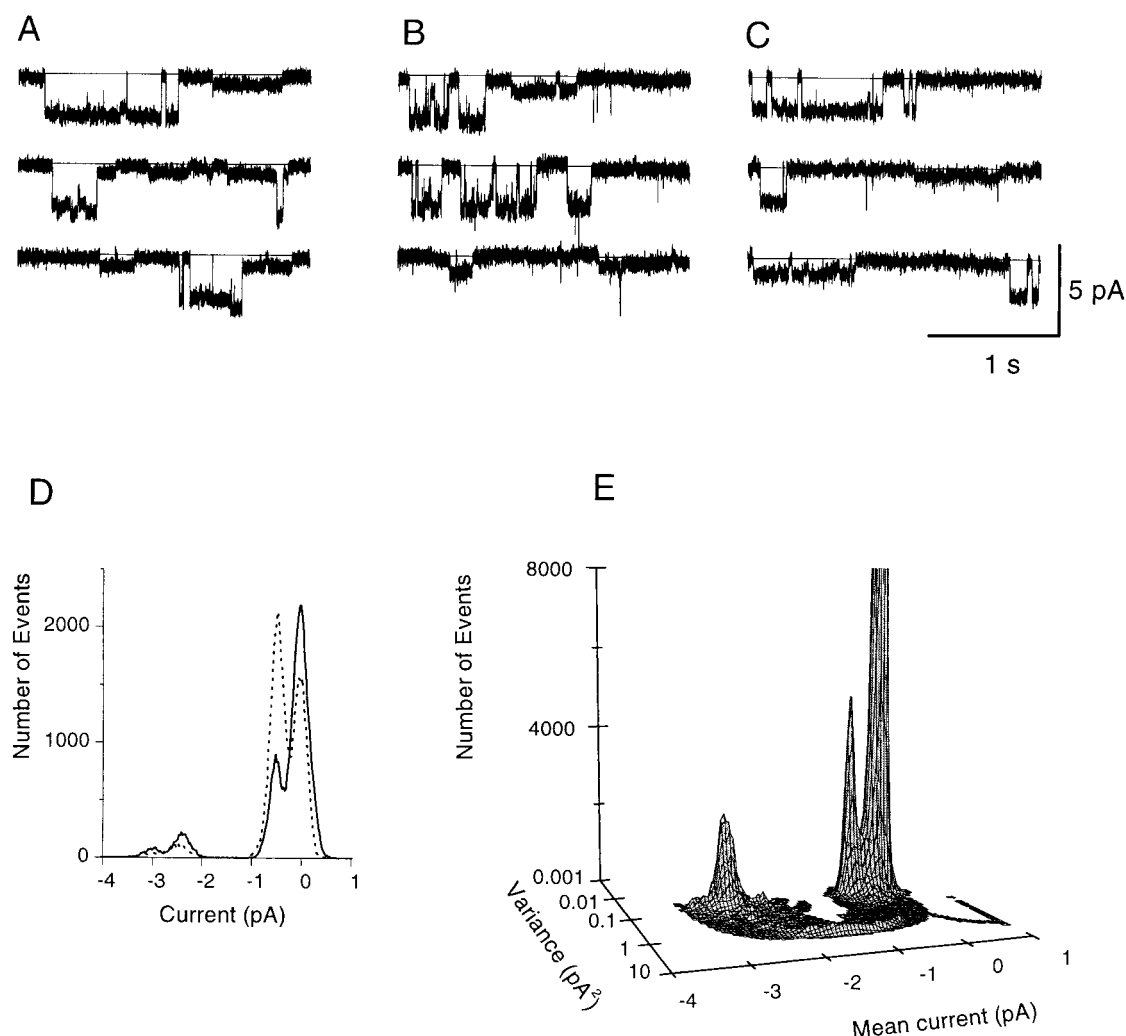 A
B
C
5 pA
1 s
D
Number of Events
2000
1000
0
-4 -3 -2 -1 0 1
Current (pA)
E
Number of Events
8000
4000
0.001
0.01
0.1
1
10
Variance (pA²)
-4 -3 -2 -1 0 1
Mean current (pA)